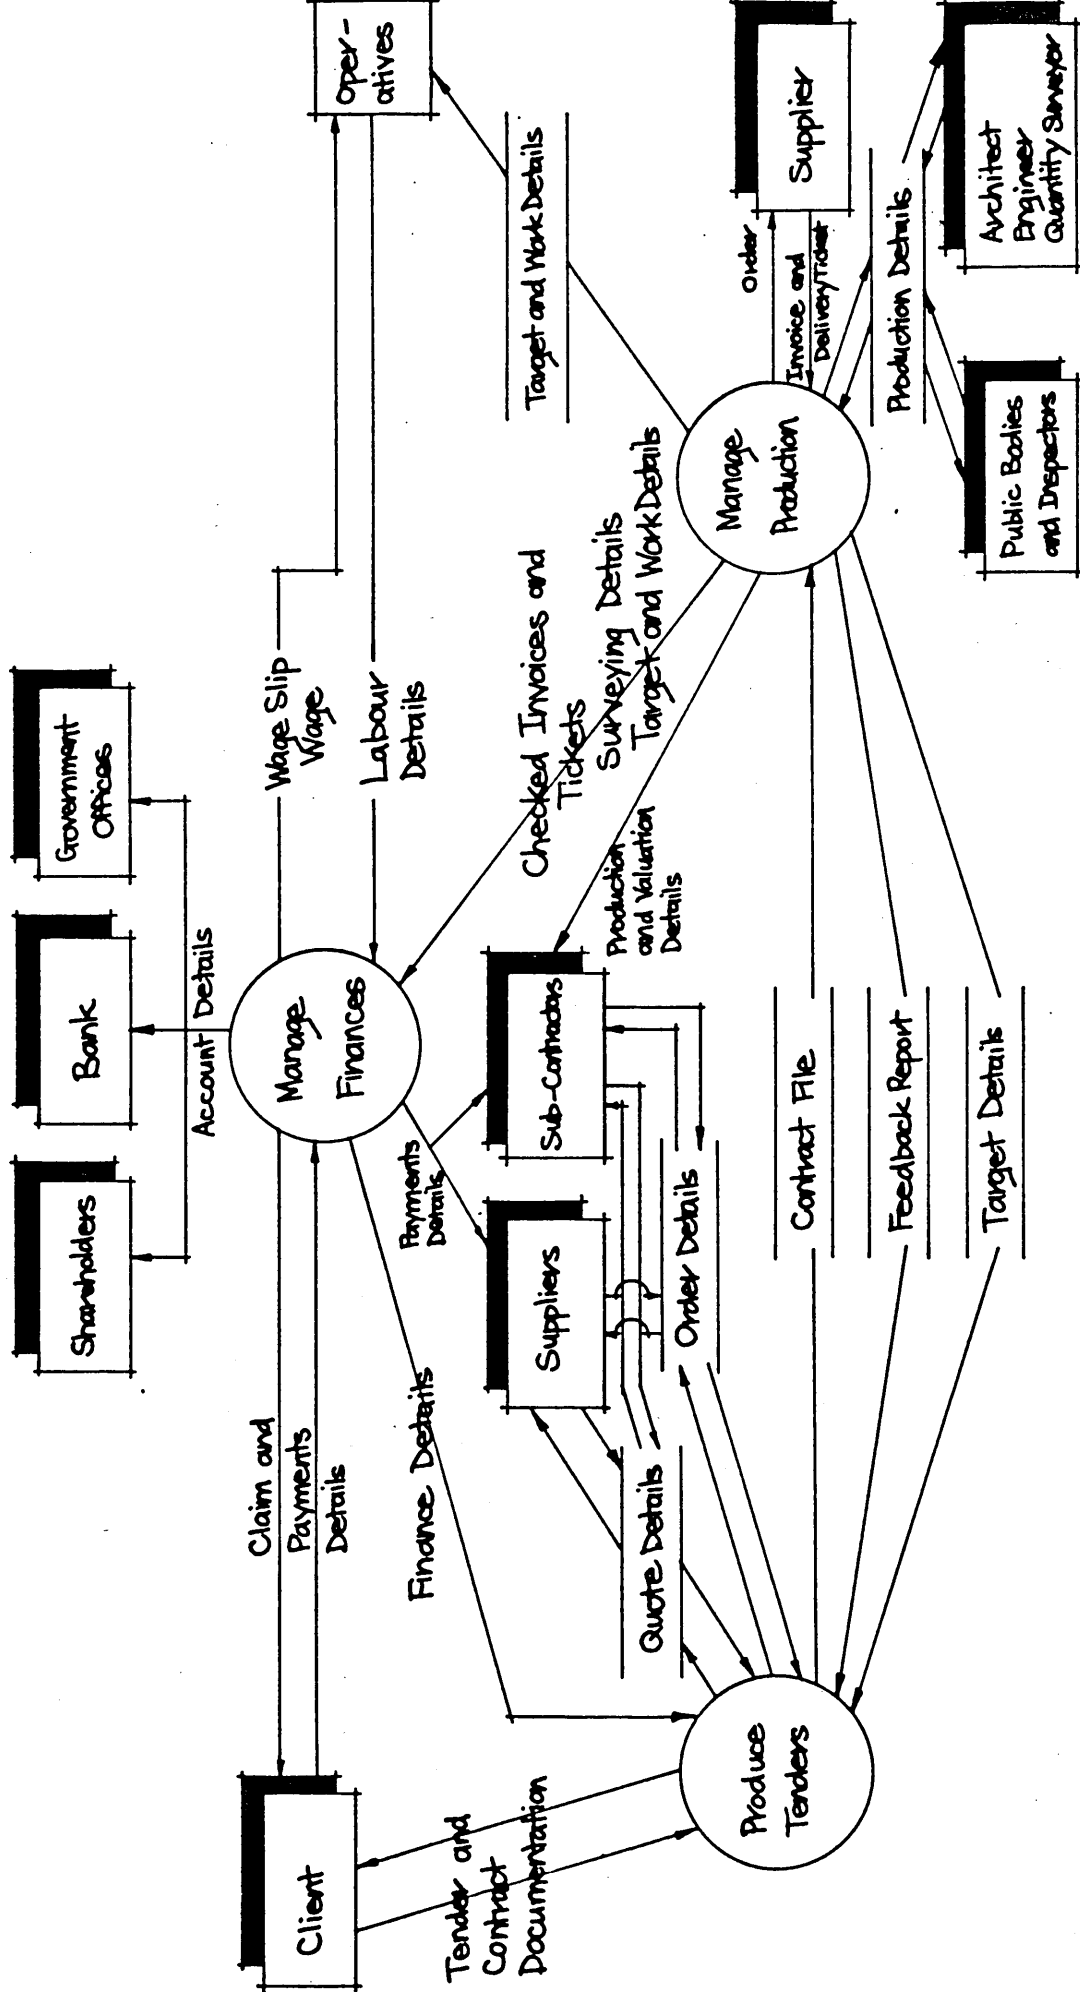 Shareholders
Bank
Government
Offices
Account Details
Client
Claim and
Payments
Details
Manage
Finances
Wage Slip
Wage
Labour
Details
Oper-
atives
Tender and
Contract
Documentation
Finance Details
Payments
Details
Suppliers
Sub-Contractors
Checked Invoices and
Tickets
Surveying Details
Target and Work Details
Production
and Valuation
Details
Target and Work Details
Quote Details
Order Details
Produce
Tenders
Manage
Production
Order
Invoice and
Delivery Ticket
Supplier
Contract File
Feedback Report
Target Details
Production Details
Public Bodies
and Inspectors
Architect
Engineer
Quantity Surveyor